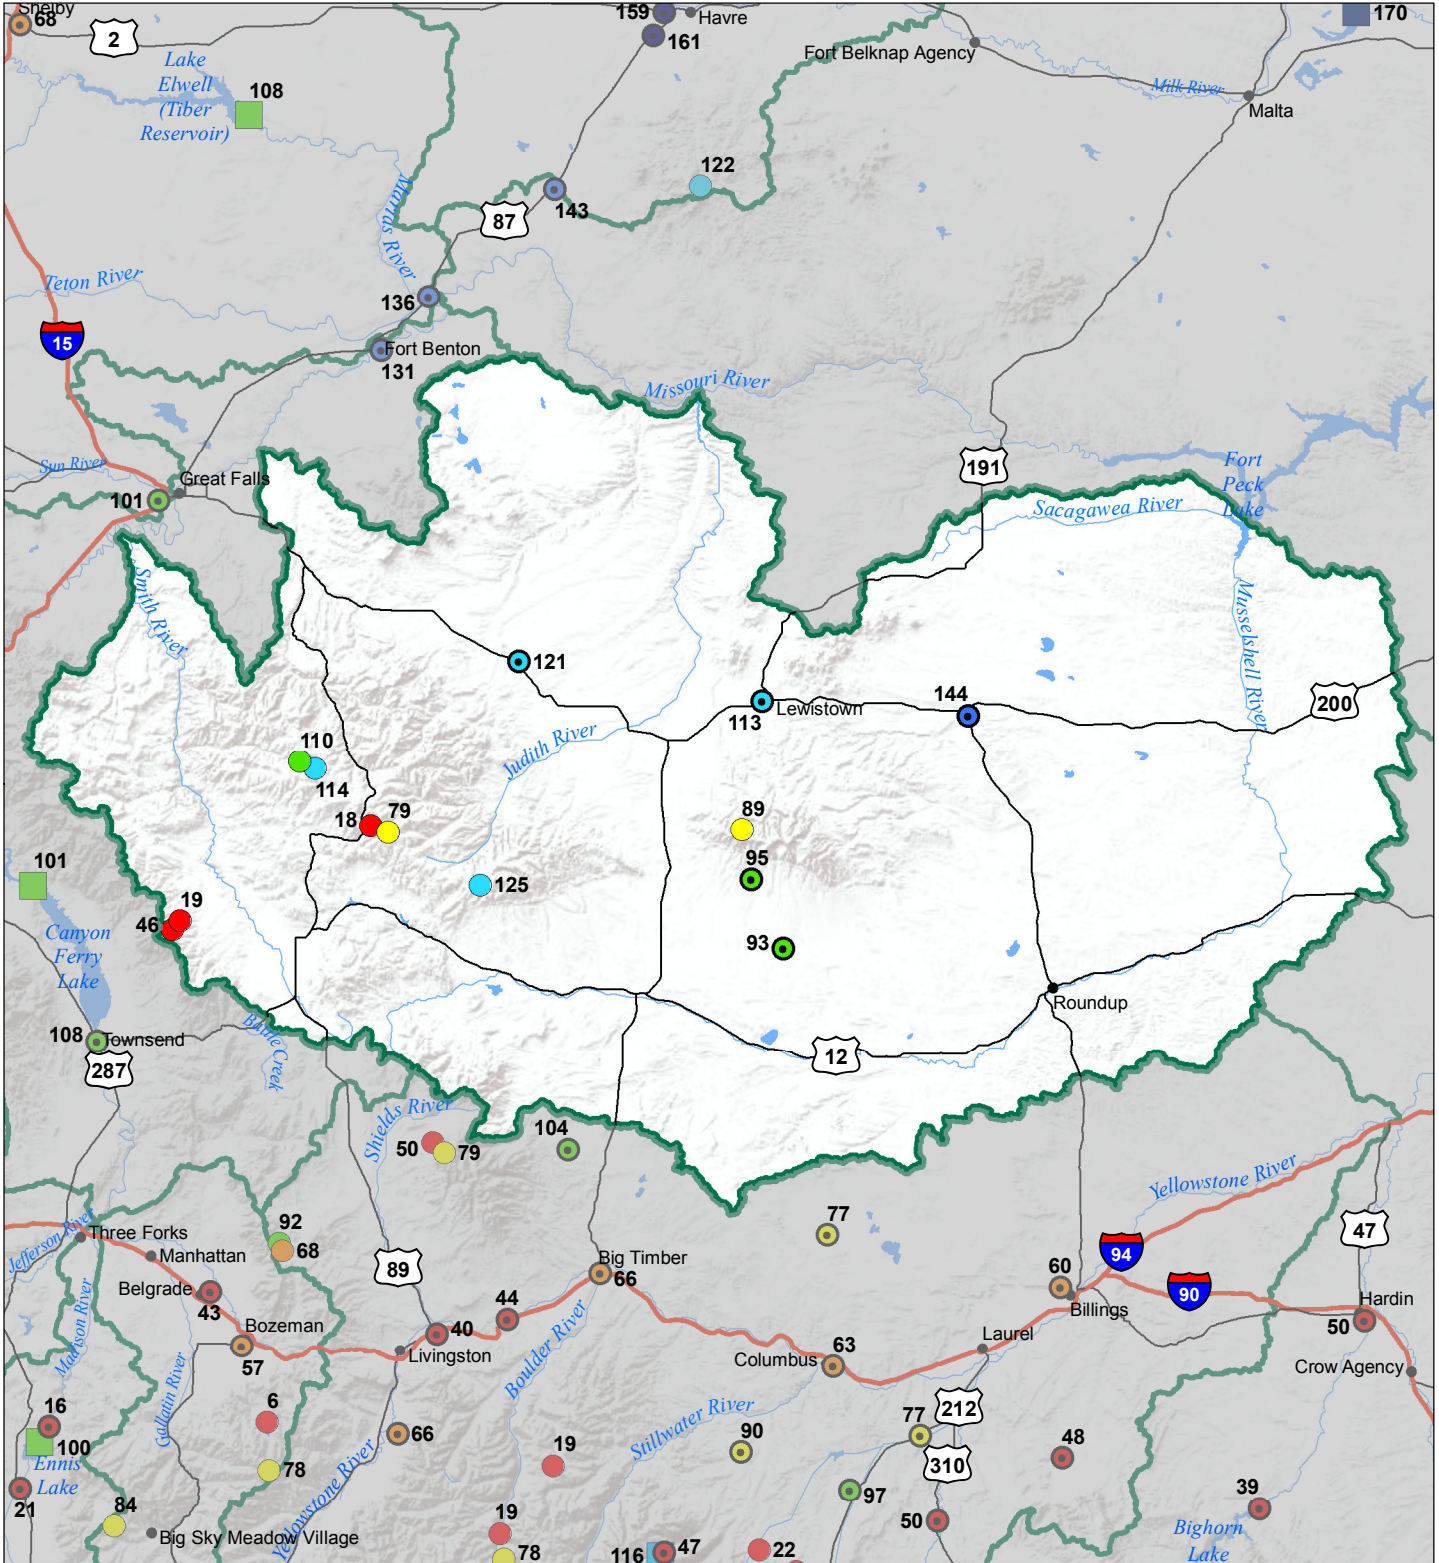 Shelby
68
2
159
Havre
161
170
Fort Belknap Agency
Lake
Elwell
(Tiber
Reservoir)
108
Milk River
Malta
122
Marias River
143
87
Teton River
136
15
Fort Benton
131
Missouri River
191
Fort
Peck
Lake
Sun River
Great Falls
101
Sacagawea River
Smith River
Musselshell River
121
144
200
113
Lewistown
Judith River
110
114
18
79
89
95
125
101
19
46
Canyon
Ferry
Lake
93
Roundup
108
Townsend
Battle Creek
12
287
Shields River
50
79
104
Yellowstone River
77
47
Jefferson River
Three Forks
92
68
Manhattan
89
Big Timber
66
94
60
90
Belgrade
43
Madison River
44
Billings
Hardin
50
Bozeman
57
40
Livingston
Boulder River
Laurel
Columbus
63
Crow Agency
Gallatin River
16
100
Ennis
Lake
6
66
Stillwater River
212
77
90
310
48
19
78
21
84
Big Sky Meadow Village
Yellowstone River
97
50
39
Bighorn
Lake
19
78
116
47
22